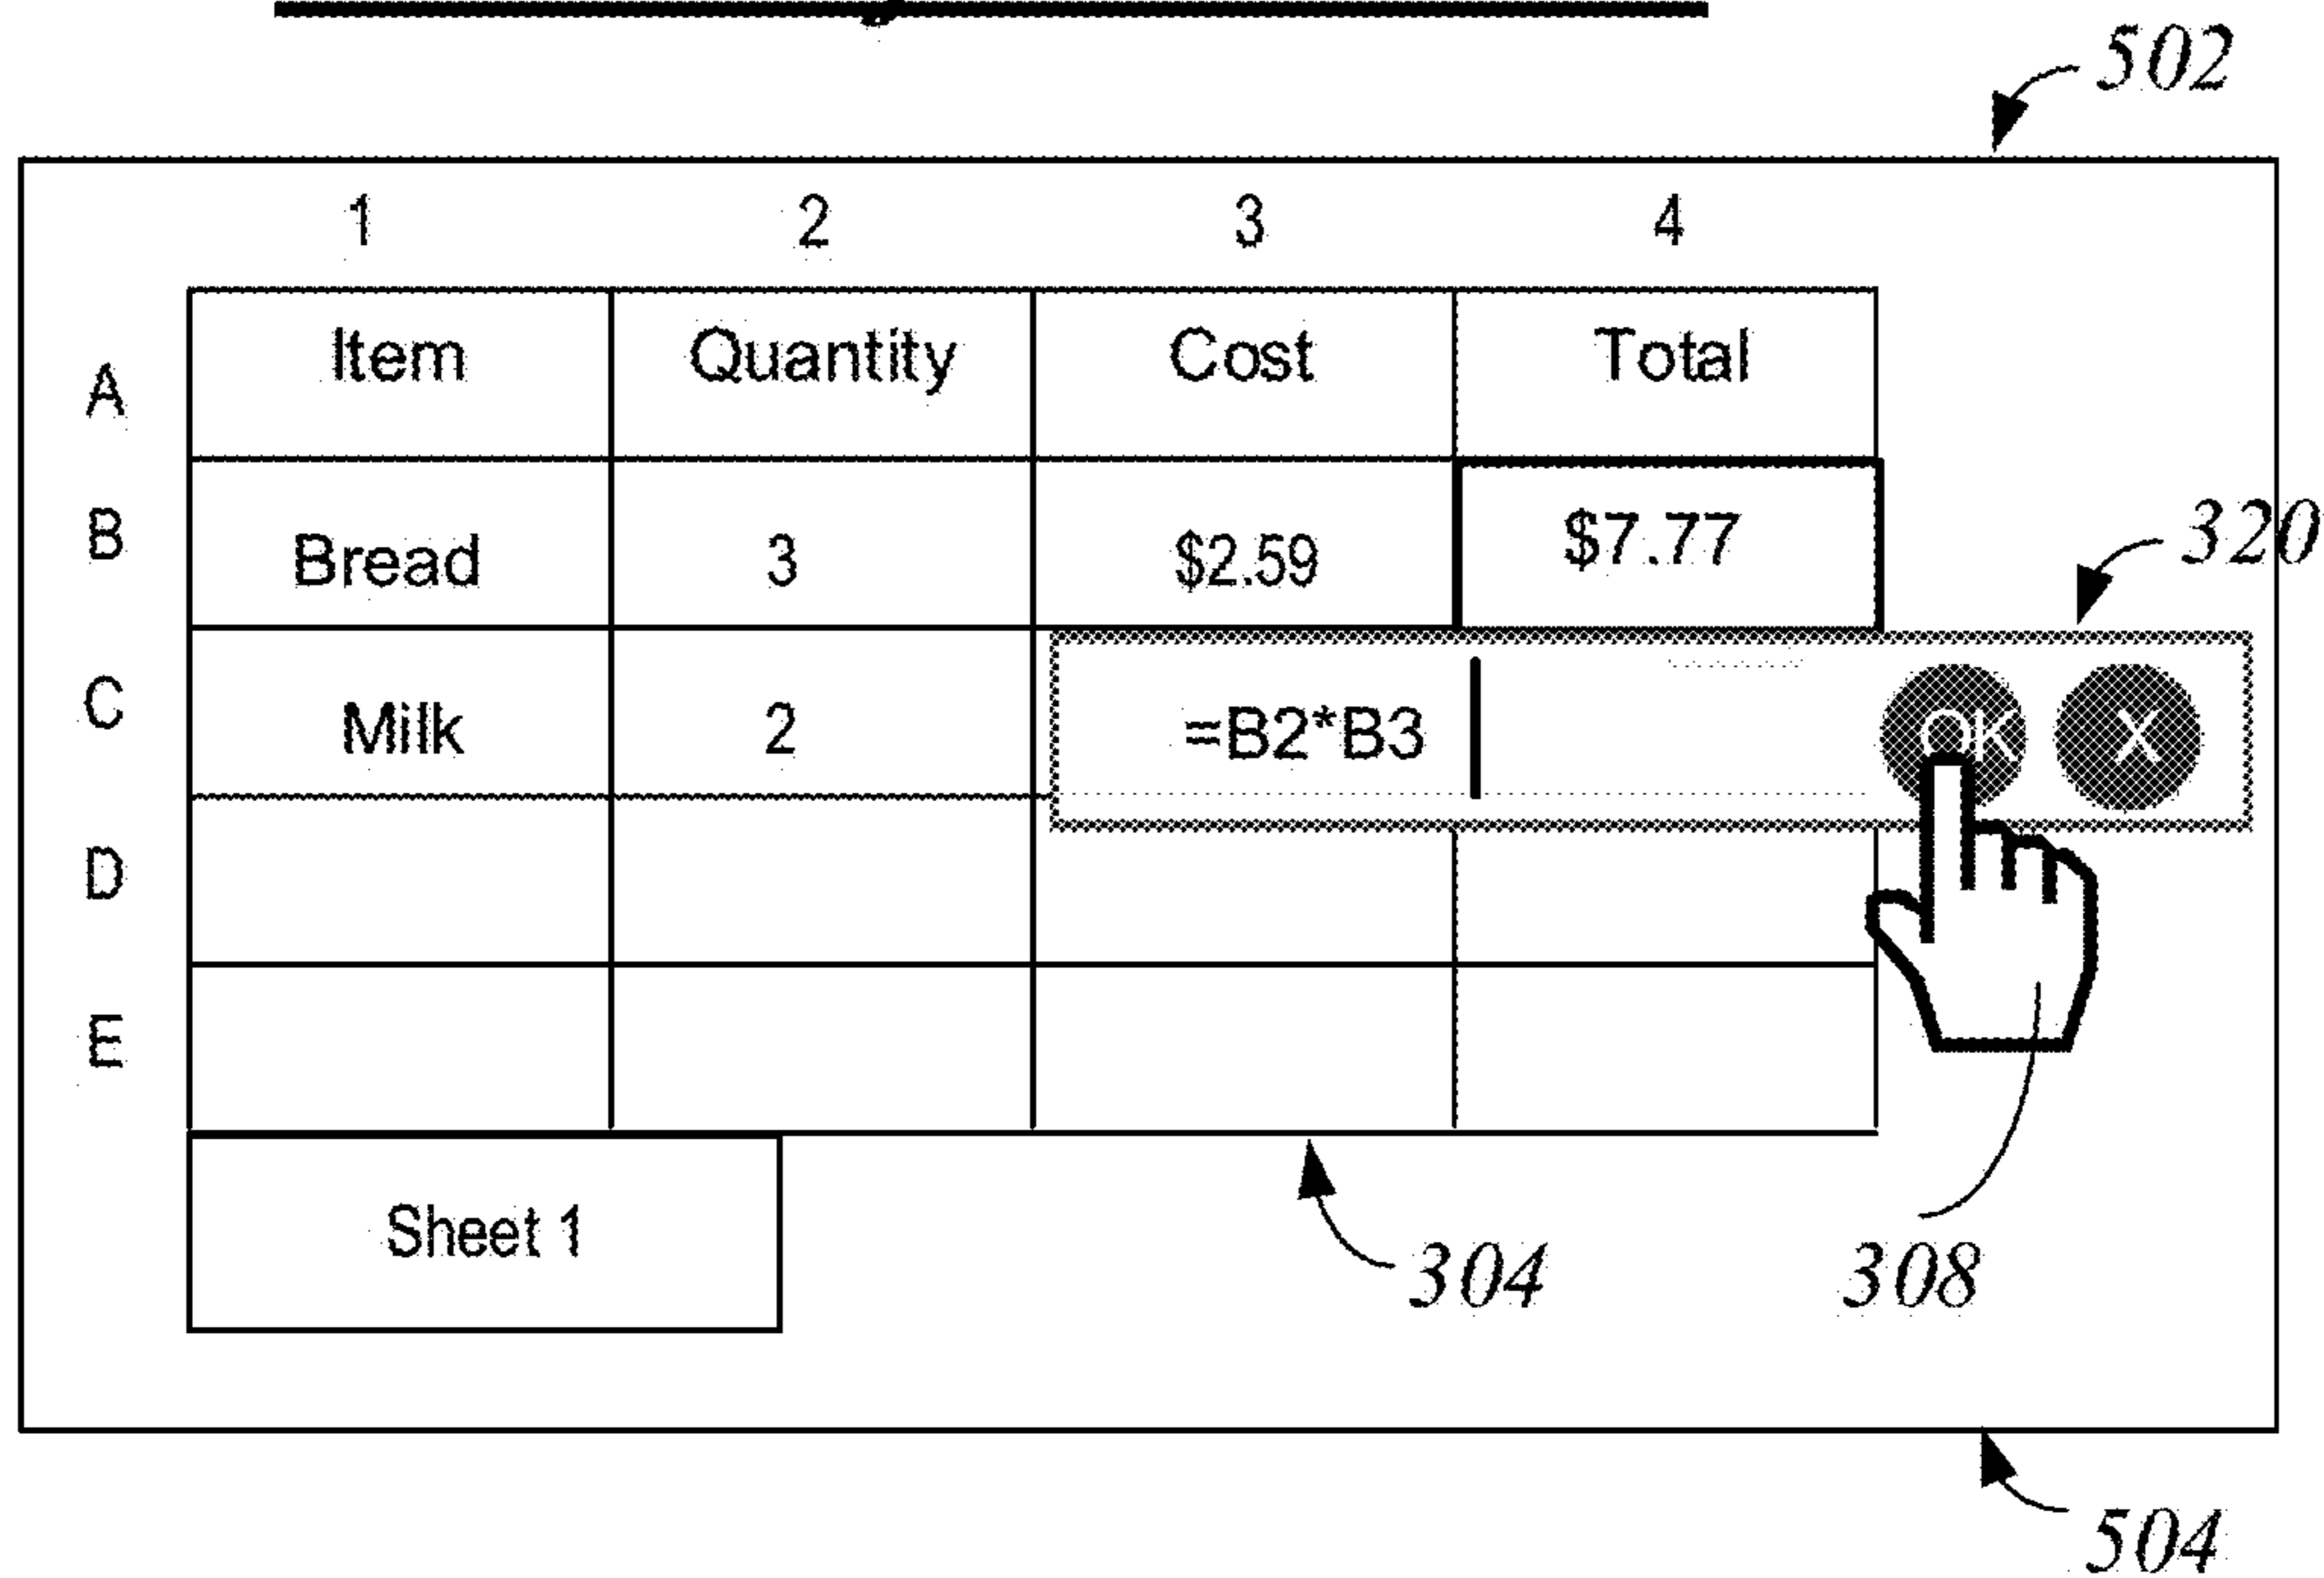 502
1 2 3 4
A Item Quantity Cost Total
B Bread 3 $2.59 $7.77
320
C Milk 2 =B2*B3 OK X
D
E
Sheet 1
304 308
504